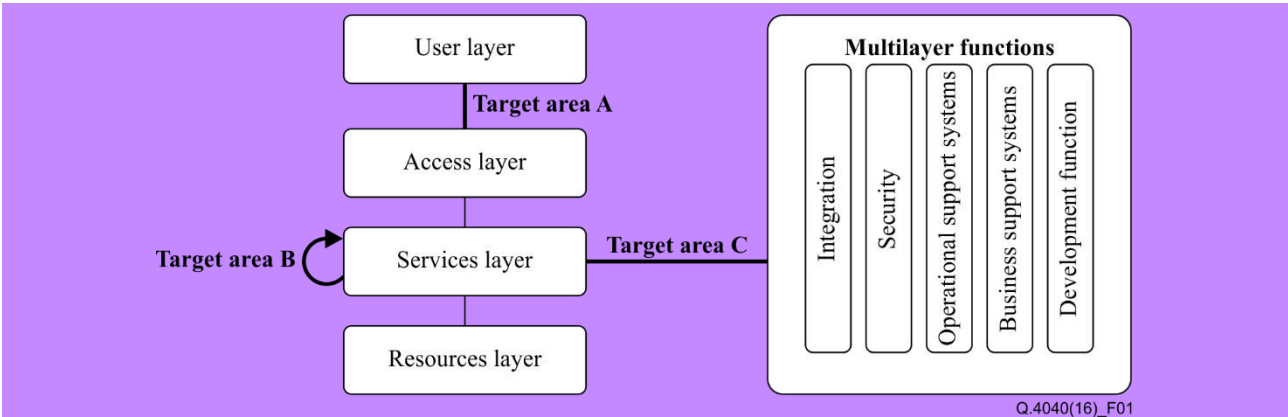 User layer
Target area A
Access layer
Target area B
Services layer
Target area C
Resources layer
Multilayer functions
Integration
Security
Operational support systems
Business support systems
Development function
Q.4040(16)_F01